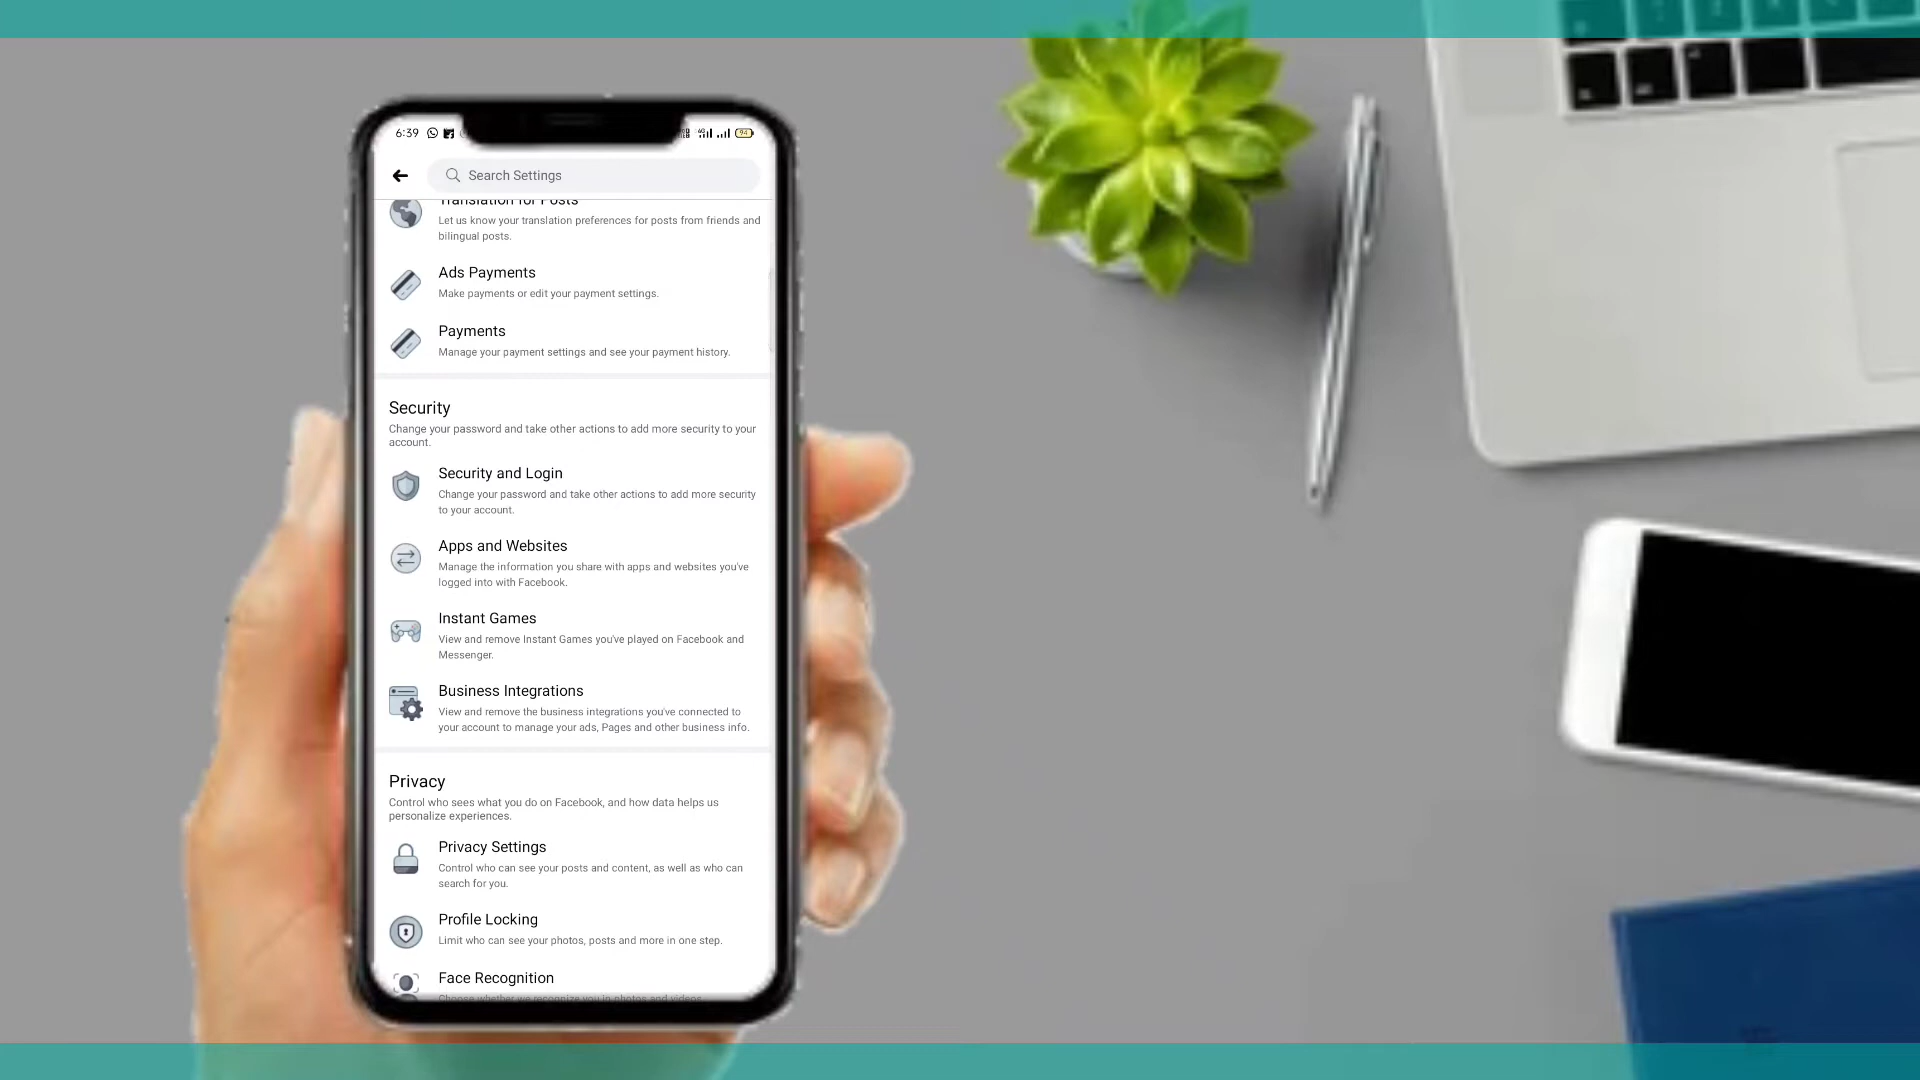 6:39
94
Search Settings
Translation for Posts
Let us know your translation preferences for posts from friends and
bilingual posts.
Ads Payments
Make payments or edit your payment settings.
Payments
Manage your payment settings and see your payment history.
Security
Change your password and take other actions to add more security to your
account.
Security and Login
Change your password and take other actions to add more security
to your account.
Apps and Websites
Manage the information you share with apps and websites you've
logged into with Facebook.
Instant Games
View and remove Instant Games you've played on Facebook and
Messenger.
Business Integrations
View and remove the business integrations you've connected to
your account to manage your ads, Pages and other business info.
Privacy
Control who sees what you do on Facebook, and how data helps us
personalize experiences.
Privacy Settings
Control who can see your posts and content, as well as who can
search for you.
Profile Locking
Limit who can see your photos, posts and more in one step.
Face Recognition
Choose whether we recognize you in photos and videos.